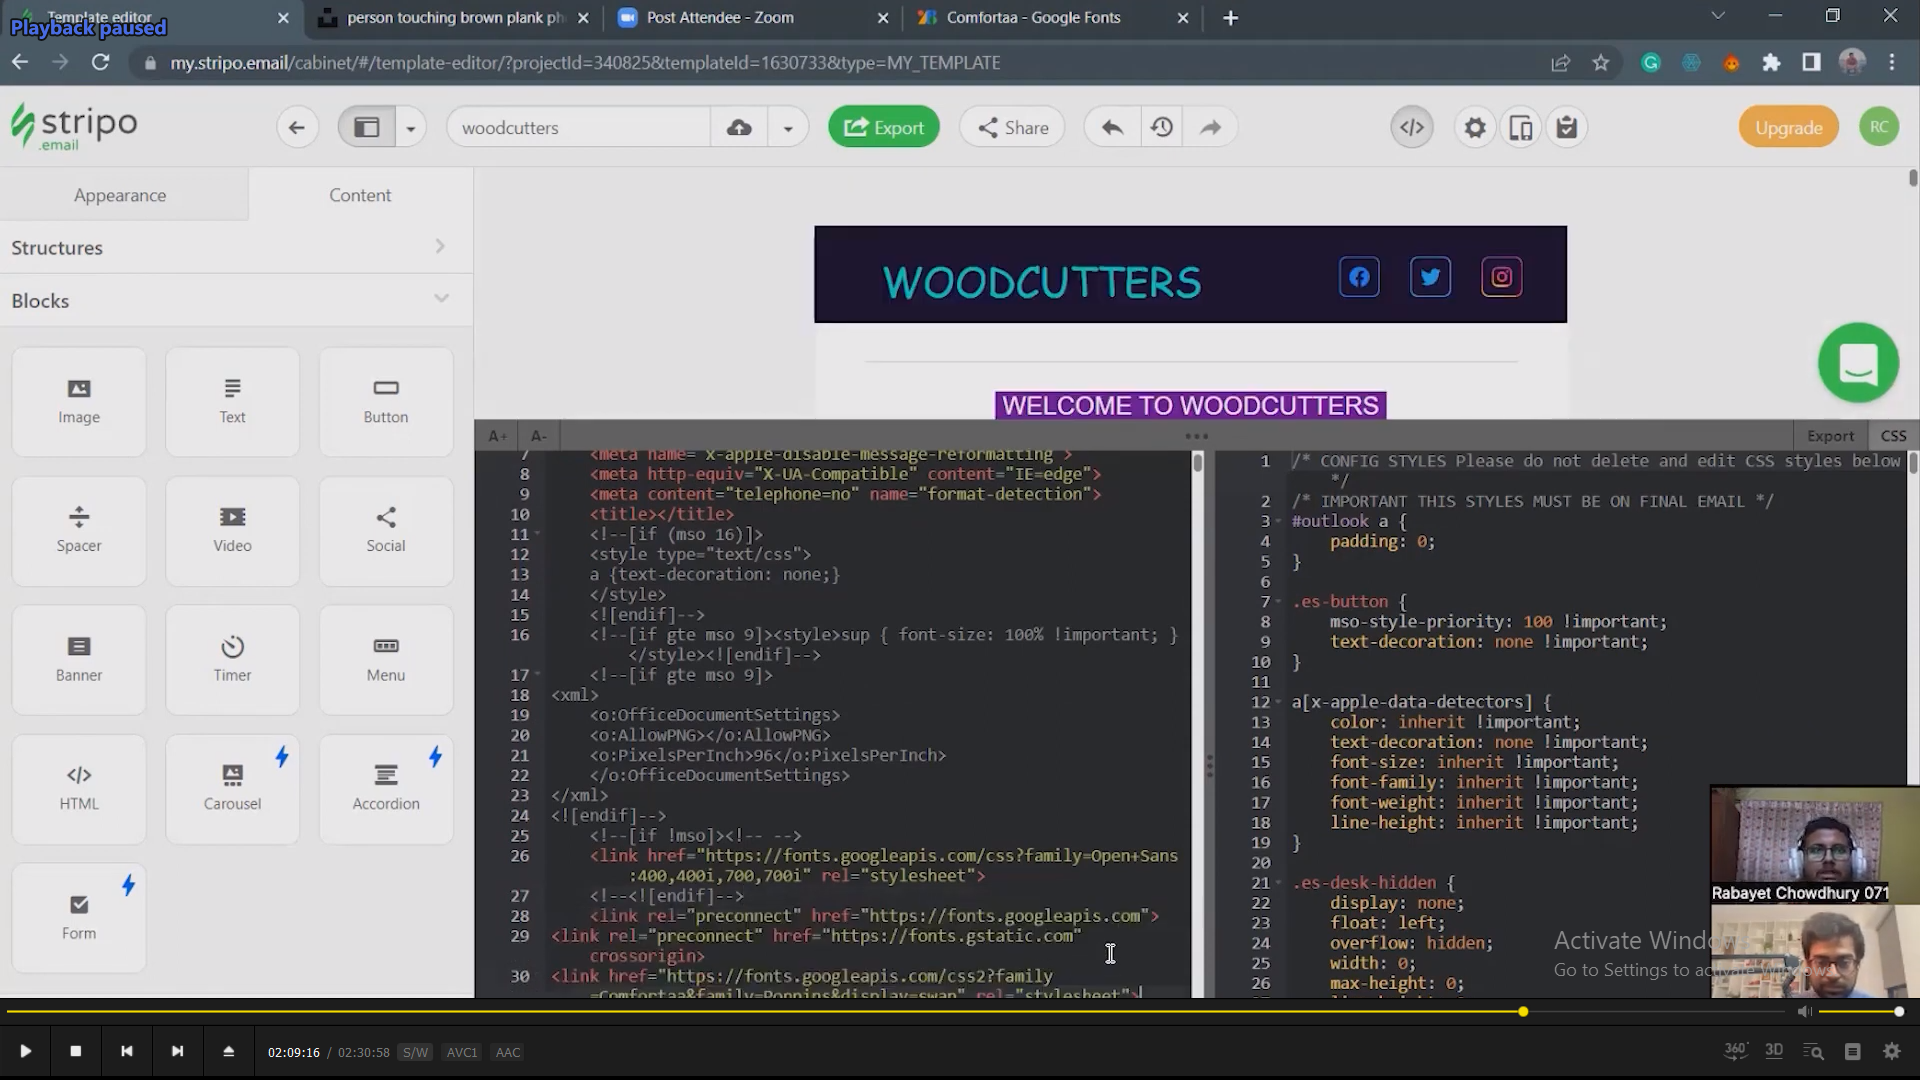 Template editor
person touching brown plank ph
Post Attendee - Zoom
Comfortaa - Google Fonts
Playback paused
my.stripo.email/cabinet/#/template-editor/?projectId=340825&templateId=1630733&type=MY_TEMPLATE
stripo
.email
woodcutters
Export
Share
Upgrade
RC
Appearance
Content
Structures
Blocks
Image
Text
Button
Spacer
Video
Social
Banner
Timer
Menu
HTML
Carousel
Accordion
Form
WOODCUTTERS
WELCOME TO WOODCUTTERS
A+
A-
Export
CSS
7 <meta name="x-apple-disable-message-reformatting">
8 <meta http-equiv="X-UA-Compatible" content="IE=edge">
9 <meta content="telephone=no" name="format-detection">
10 <title></title>
11 <!--[if (mso 16)]>
12 <style type="text/css">
13 a {text-decoration: none;}
14 </style>
15 <![endif]-->
16 <!--[if gte mso 9]><style>sup { font-size: 100% !important; }
</style><![endif]-->
17 <!--[if gte mso 9]>
18 <xml>
19 <o:OfficeDocumentSettings>
20 <o:AllowPNG></o:AllowPNG>
21 <o:PixelsPerInch>96</o:PixelsPerInch>
22 </o:OfficeDocumentSettings>
23 </xml>
24 <![endif]-->
25 <!--[if !mso]><!-- -->
26 <link href="https://fonts.googleapis.com/css?family=Open+Sans
:400,400i,700,700i" rel="stylesheet">
27 <!--<![endif]-->
28 <link rel="preconnect" href="https://fonts.googleapis.com">
29 <link rel="preconnect" href="https://fonts.gstatic.com"
crossorigin>
30 <link href="https://fonts.googleapis.com/css2?family
=Comfortaa&family=Poppins&display=swap" rel="stylesheet">
1 /* CONFIG STYLES Please do not delete and edit CSS styles below
*/
2 /* IMPORTANT THIS STYLES MUST BE ON FINAL EMAIL */
3 #outlook a {
4 padding: 0;
5 }
6
7 .es-button {
8 mso-style-priority: 100 !important;
9 text-decoration: none !important;
10 }
11
12 a[x-apple-data-detectors] {
13 color: inherit !important;
14 text-decoration: none !important;
15 font-size: inherit !important;
16 font-family: inherit !important;
17 font-weight: inherit !important;
18 line-height: inherit !important;
19 }
20
21 .es-desk-hidden {
22 display: none;
23 float: left;
24 overflow: hidden;
25 width: 0;
26 max-height: 0;
Rabayet Chowdhury 071
Activate Windows
Go to Settings to activate Windows.
02:09:16 / 02:30:58
S/W
AVC1
AAC
360°
3D